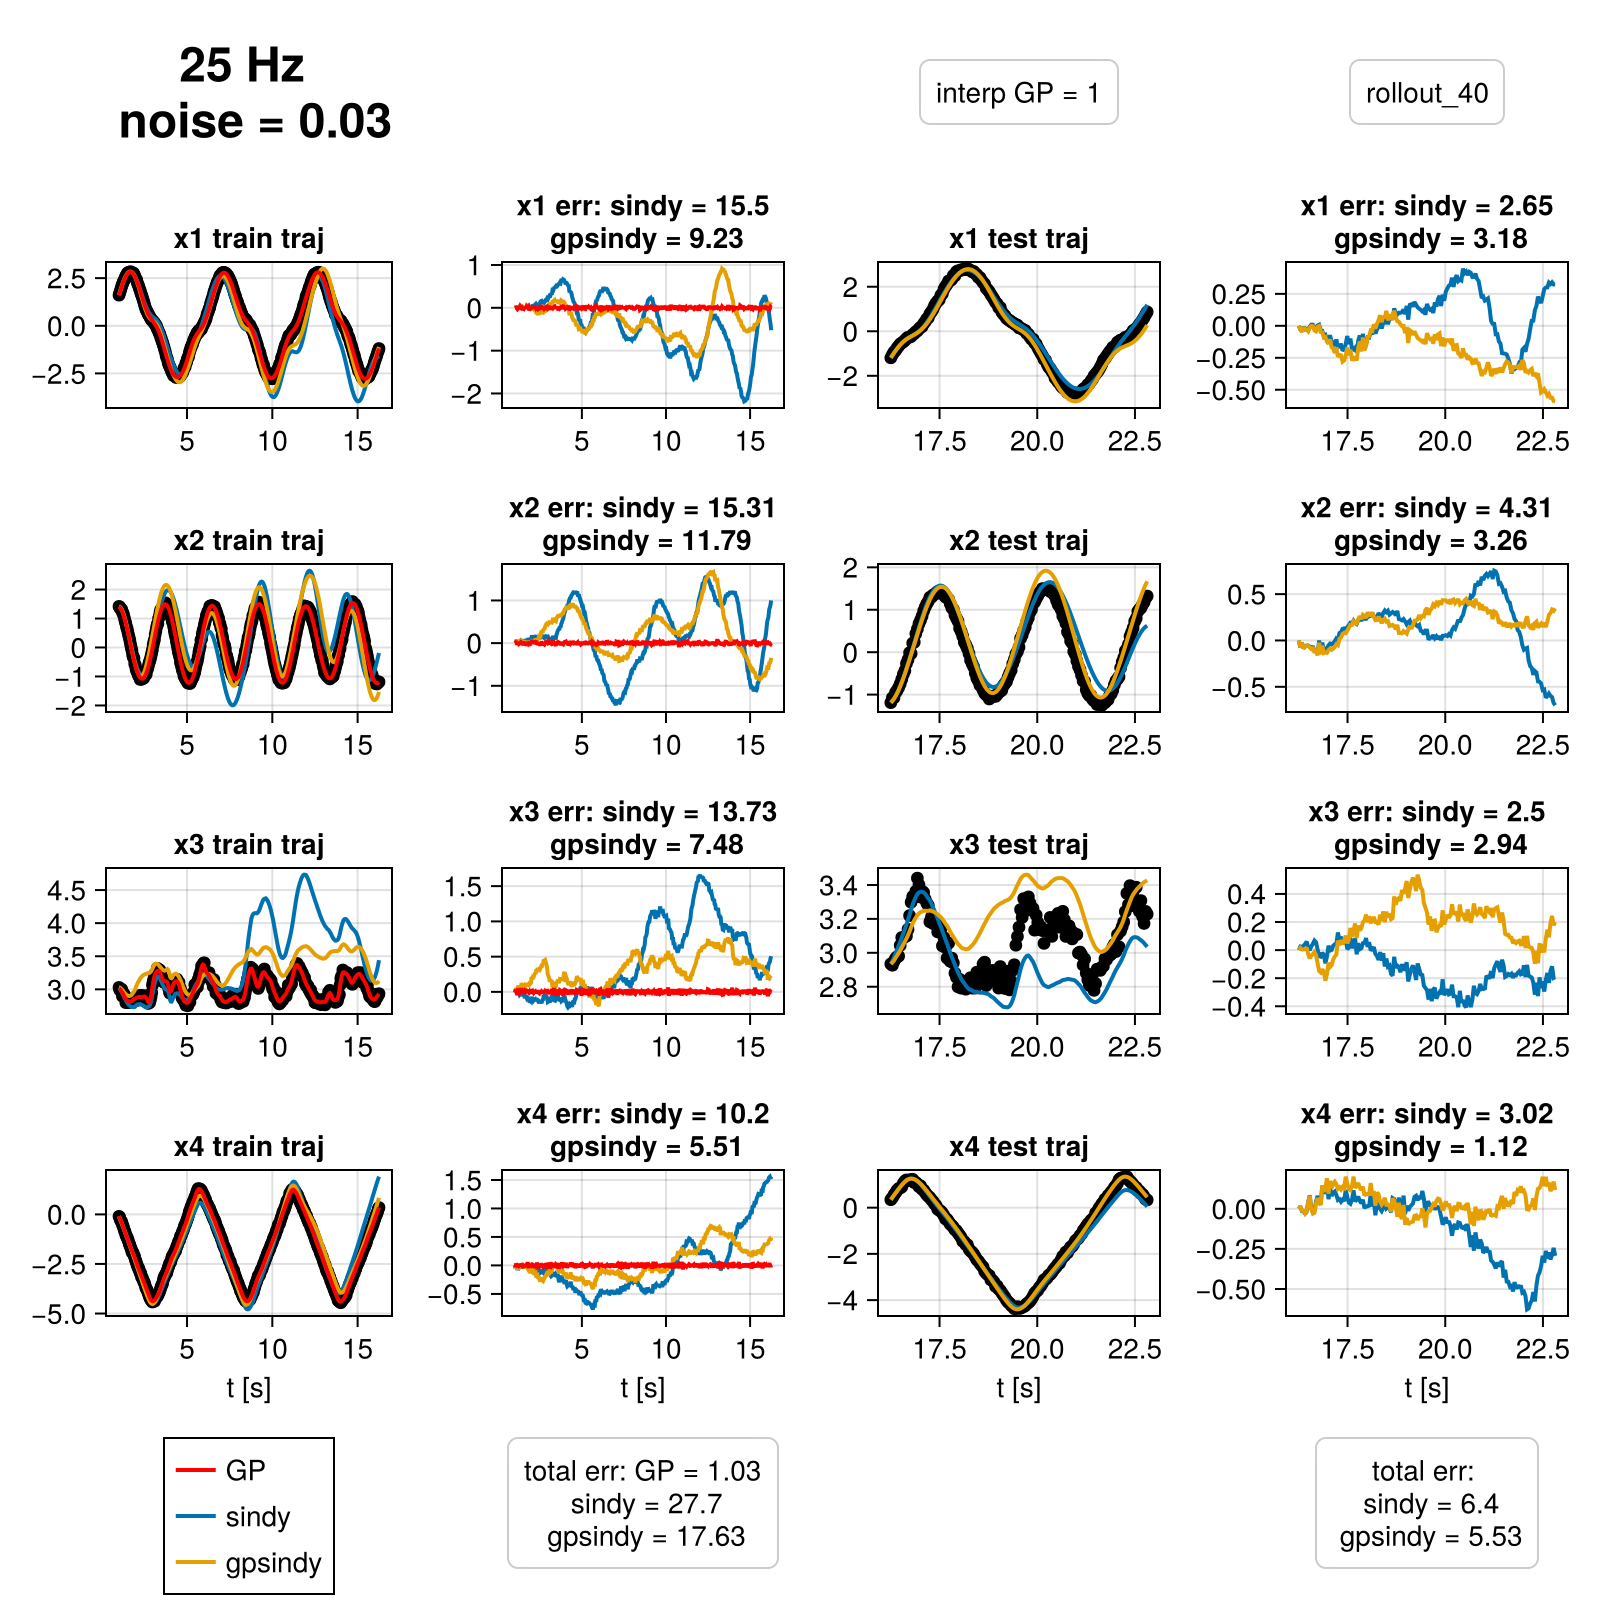 25 Hz
noise = 0.03
interp GP = 1
rollout_40
x1 train traj
2.5
0.0
−2.5
5
10
15
x1 err: sindy = 15.5
gpsindy = 9.23
1
0
−1
−2
5
10
15
x1 test traj
2
0
−2
17.5
20.0
22.5
x1 err: sindy = 2.65
gpsindy = 3.18
0.25
0.00
−0.25
−0.50
17.5
20.0
22.5
x2 train traj
2
1
0
−1
−2
5
10
15
x2 err: sindy = 15.31
gpsindy = 11.79
1
0
−1
5
10
15
x2 test traj
2
1
0
−1
17.5
20.0
22.5
x2 err: sindy = 4.31
gpsindy = 3.26
0.5
0.0
−0.5
17.5
20.0
22.5
x3 train traj
4.5
4.0
3.5
3.0
5
10
15
x3 err: sindy = 13.73
gpsindy = 7.48
1.5
1.0
0.5
0.0
5
10
15
x3 test traj
3.4
3.2
3.0
2.8
17.5
20.0
22.5
x3 err: sindy = 2.5
gpsindy = 2.94
0.4
0.2
0.0
−0.2
−0.4
17.5
20.0
22.5
x4 train traj
0.0
−2.5
−5.0
5
10
15
t [s]
x4 err: sindy = 10.2
gpsindy = 5.51
1.5
1.0
0.5
0.0
−0.5
5
10
15
t [s]
x4 test traj
0
−2
−4
17.5
20.0
22.5
t [s]
x4 err: sindy = 3.02
gpsindy = 1.12
0.00
−0.25
−0.50
17.5
20.0
22.5
t [s]
GP
sindy
gpsindy
total err: GP = 1.03
sindy = 27.7
gpsindy = 17.63
total err:
sindy = 6.4
gpsindy = 5.53